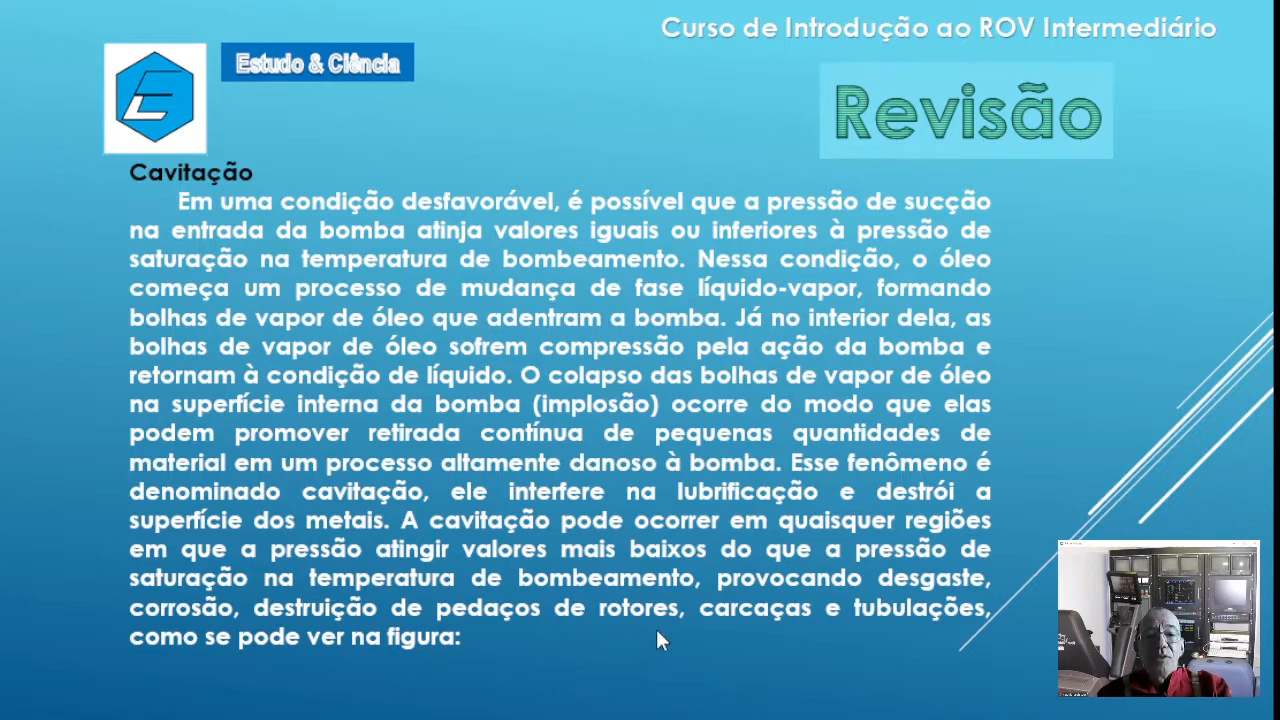 Curso de Introdução ao ROV Intermediário
Estudo & Ciência
Revisão
Cavitação
Em uma condição desfavorável, é possível que a pressão de sucção
na entrada da bomba atinja valores iguais ou inferiores à pressão de
saturação na temperatura de bombeamento. Nessa condição, o óleo
começa um processo de mudança de fase líquido-vapor, formando
bolhas de vapor de óleo que adentram a bomba. Já no interior dela, as
bolhas de vapor de óleo sofrem compressão pela ação da bomba e
retornam à condição de líquido. O colapso das bolhas de vapor de óleo
na superfície interna da bomba (implosão) ocorre do modo que elas
podem promover retirada contínua de pequenas quantidades de
material em um processo altamente danoso à bomba. Esse fenômeno é
denominado cavitação, ele interfere na lubrificação e destrói a
superfície dos metais. A cavitação pode ocorrer em quaisquer regiões
em que a pressão atingir valores mais baixos do que a pressão de
saturação na temperatura de bombeamento, provocando desgaste,
corrosão, destruição de pedaços de rotores, carcaças e tubulações,
como se pode ver na figura: